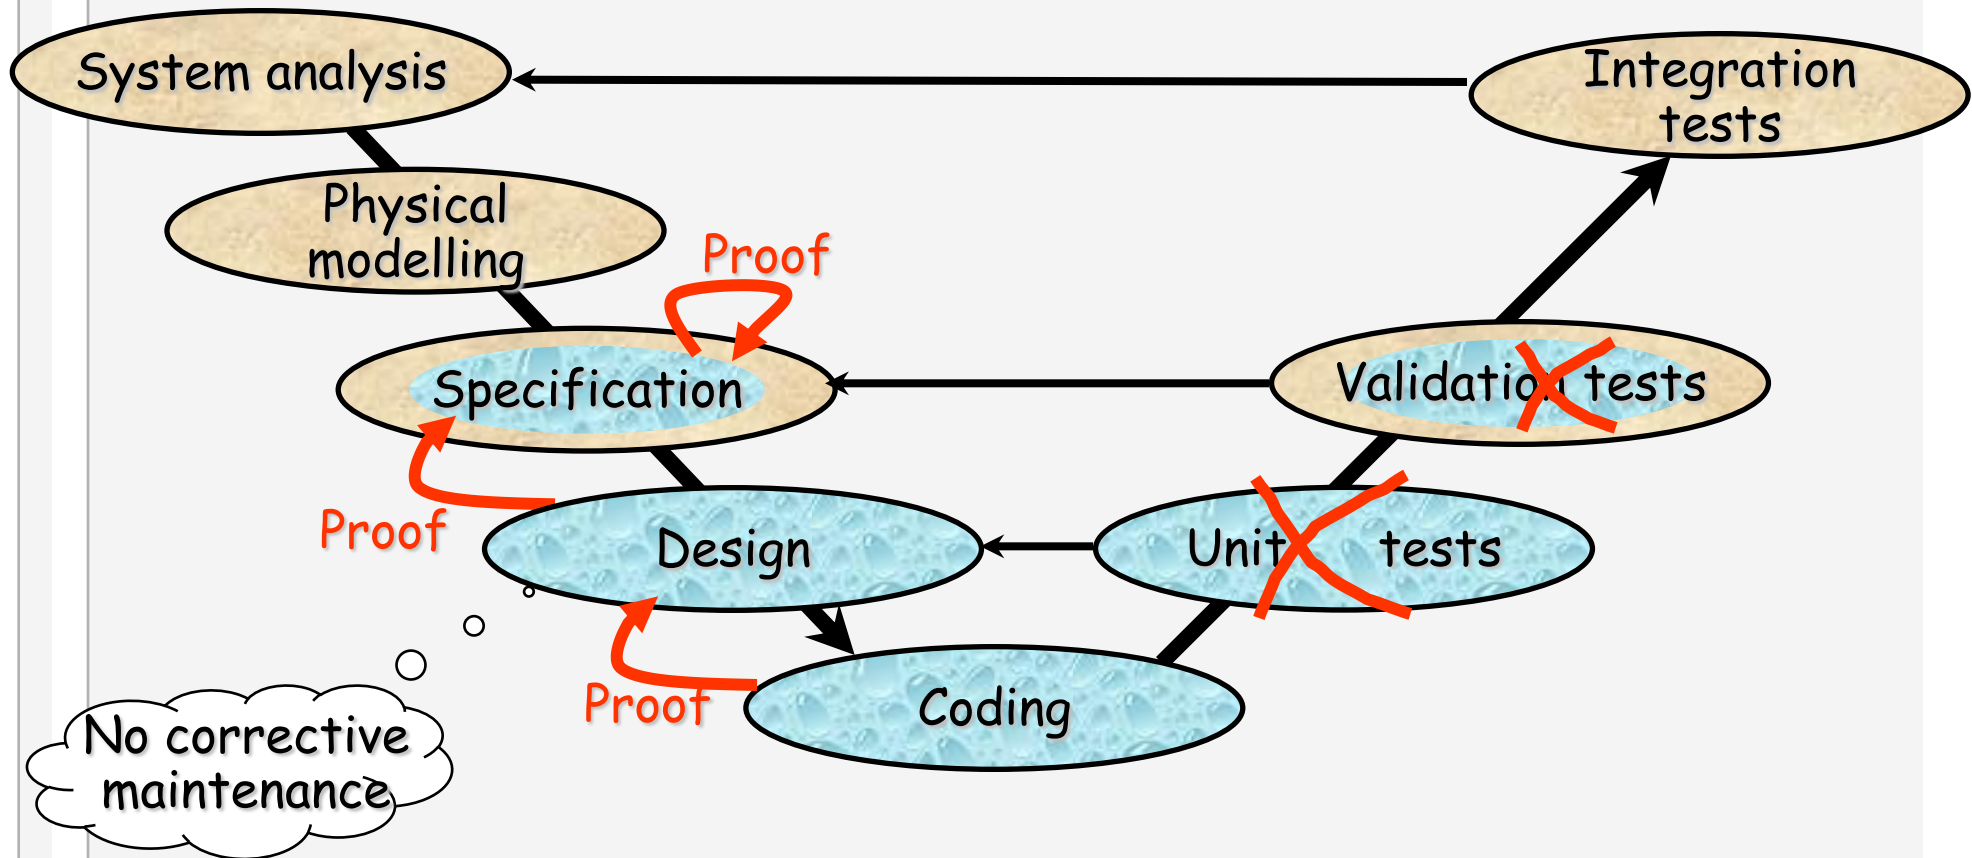 System analysis
Integration
tests
Physical
modelling
Proof
Specification
Validation tests
Proof
Design
Unit tests
Proof
Coding
No corrective
maintenance